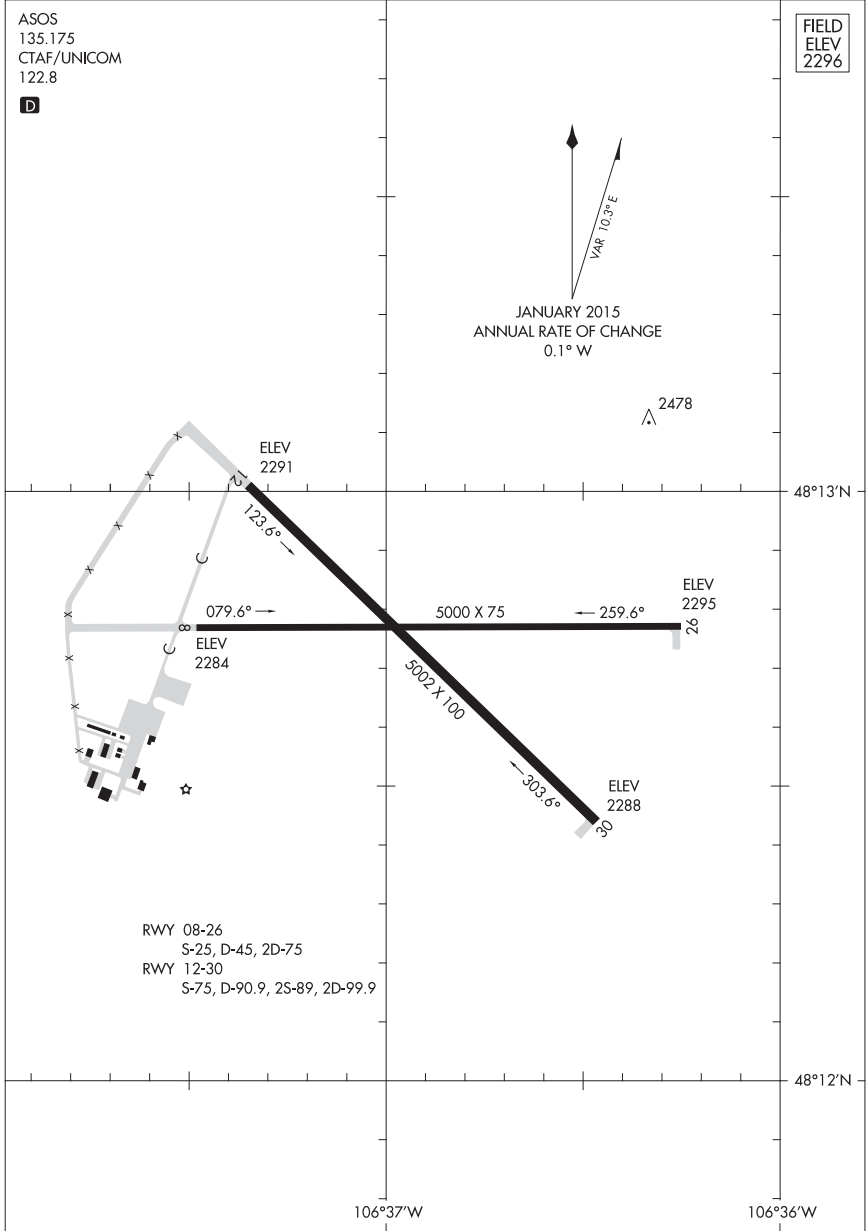 ASOS
135.175
CTAF/UNICOM
122.8
D
FIELD
ELEV
2296
VAR 10.3° E
JANUARY 2015
ANNUAL RATE OF CHANGE
0.1° W
2478
ELEV
2291
12
123.6°
48°13'N
079.6°
5000 X 75
259.6°
ELEV
2295
26
8
ELEV
2284
C
C
X
X
X
X
X
X
X
X
5002 X 100
303.6°
ELEV
2288
30
RWY 08-26
S-25, D-45, 2D-75
RWY 12-30
S-75, D-90.9, 2S-89, 2D-99.9
48°12'N
106°37'W
106°36'W